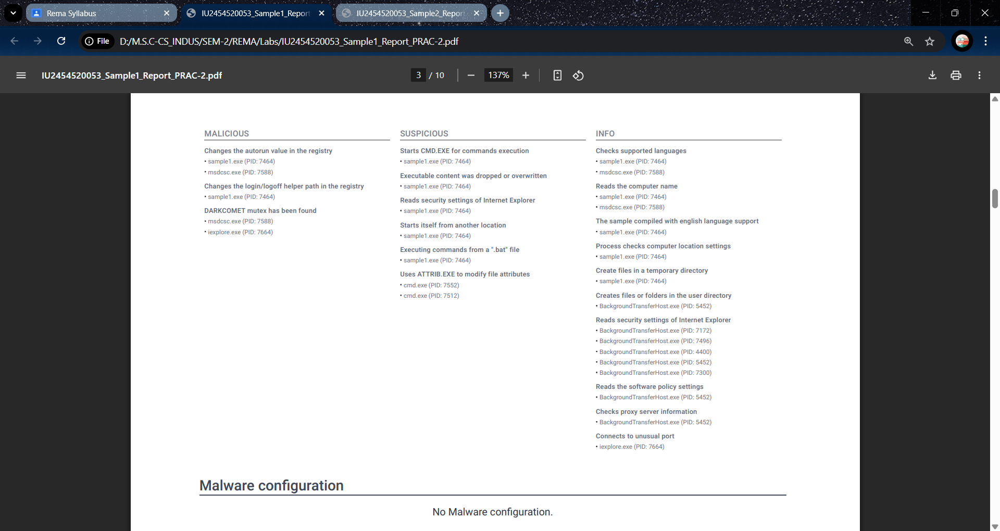 Rema Syllabus
IU2454520053_Sample1_Report
IU2454520053_Sample2_Repor
File
D:/M.S.C-CS_INDUS/SEM-2/REMA/Labs/IU2454520053_Sample1_Report_PRAC-2.pdf
IU2454520053_Sample1_Report_PRAC-2.pdf
3 / 10
137%
MALICIOUS
Changes the autorun value in the registry
• sample1.exe (PID: 7464)
• msdcsc.exe (PID: 7588)
Changes the login/logoff helper path in the registry
• sample1.exe (PID: 7464)
DARKCOMET mutex has been found
• msdcsc.exe (PID: 7588)
• iexplore.exe (PID: 7664)
SUSPICIOUS
Starts CMD.EXE for commands execution
• sample1.exe (PID: 7464)
Executable content was dropped or overwritten
• sample1.exe (PID: 7464)
Reads security settings of Internet Explorer
• sample1.exe (PID: 7464)
Starts itself from another location
• sample1.exe (PID: 7464)
Executing commands from a ".bat" file
• sample1.exe (PID: 7464)
Uses ATTRIB.EXE to modify file attributes
• cmd.exe (PID: 7552)
• cmd.exe (PID: 7512)
INFO
Checks supported languages
• sample1.exe (PID: 7464)
• msdcsc.exe (PID: 7588)
Reads the computer name
• sample1.exe (PID: 7464)
• msdcsc.exe (PID: 7588)
The sample compiled with english language support
• sample1.exe (PID: 7464)
Process checks computer location settings
• sample1.exe (PID: 7464)
Create files in a temporary directory
• sample1.exe (PID: 7464)
Creates files or folders in the user directory
• BackgroundTransferHost.exe (PID: 5452)
Reads security settings of Internet Explorer
• BackgroundTransferHost.exe (PID: 7172)
• BackgroundTransferHost.exe (PID: 7496)
• BackgroundTransferHost.exe (PID: 4400)
• BackgroundTransferHost.exe (PID: 5452)
• BackgroundTransferHost.exe (PID: 7300)
Reads the software policy settings
• BackgroundTransferHost.exe (PID: 5452)
Checks proxy server information
• BackgroundTransferHost.exe (PID: 5452)
Connects to unusual port
• iexplore.exe (PID: 7664)
Malware configuration
No Malware configuration.